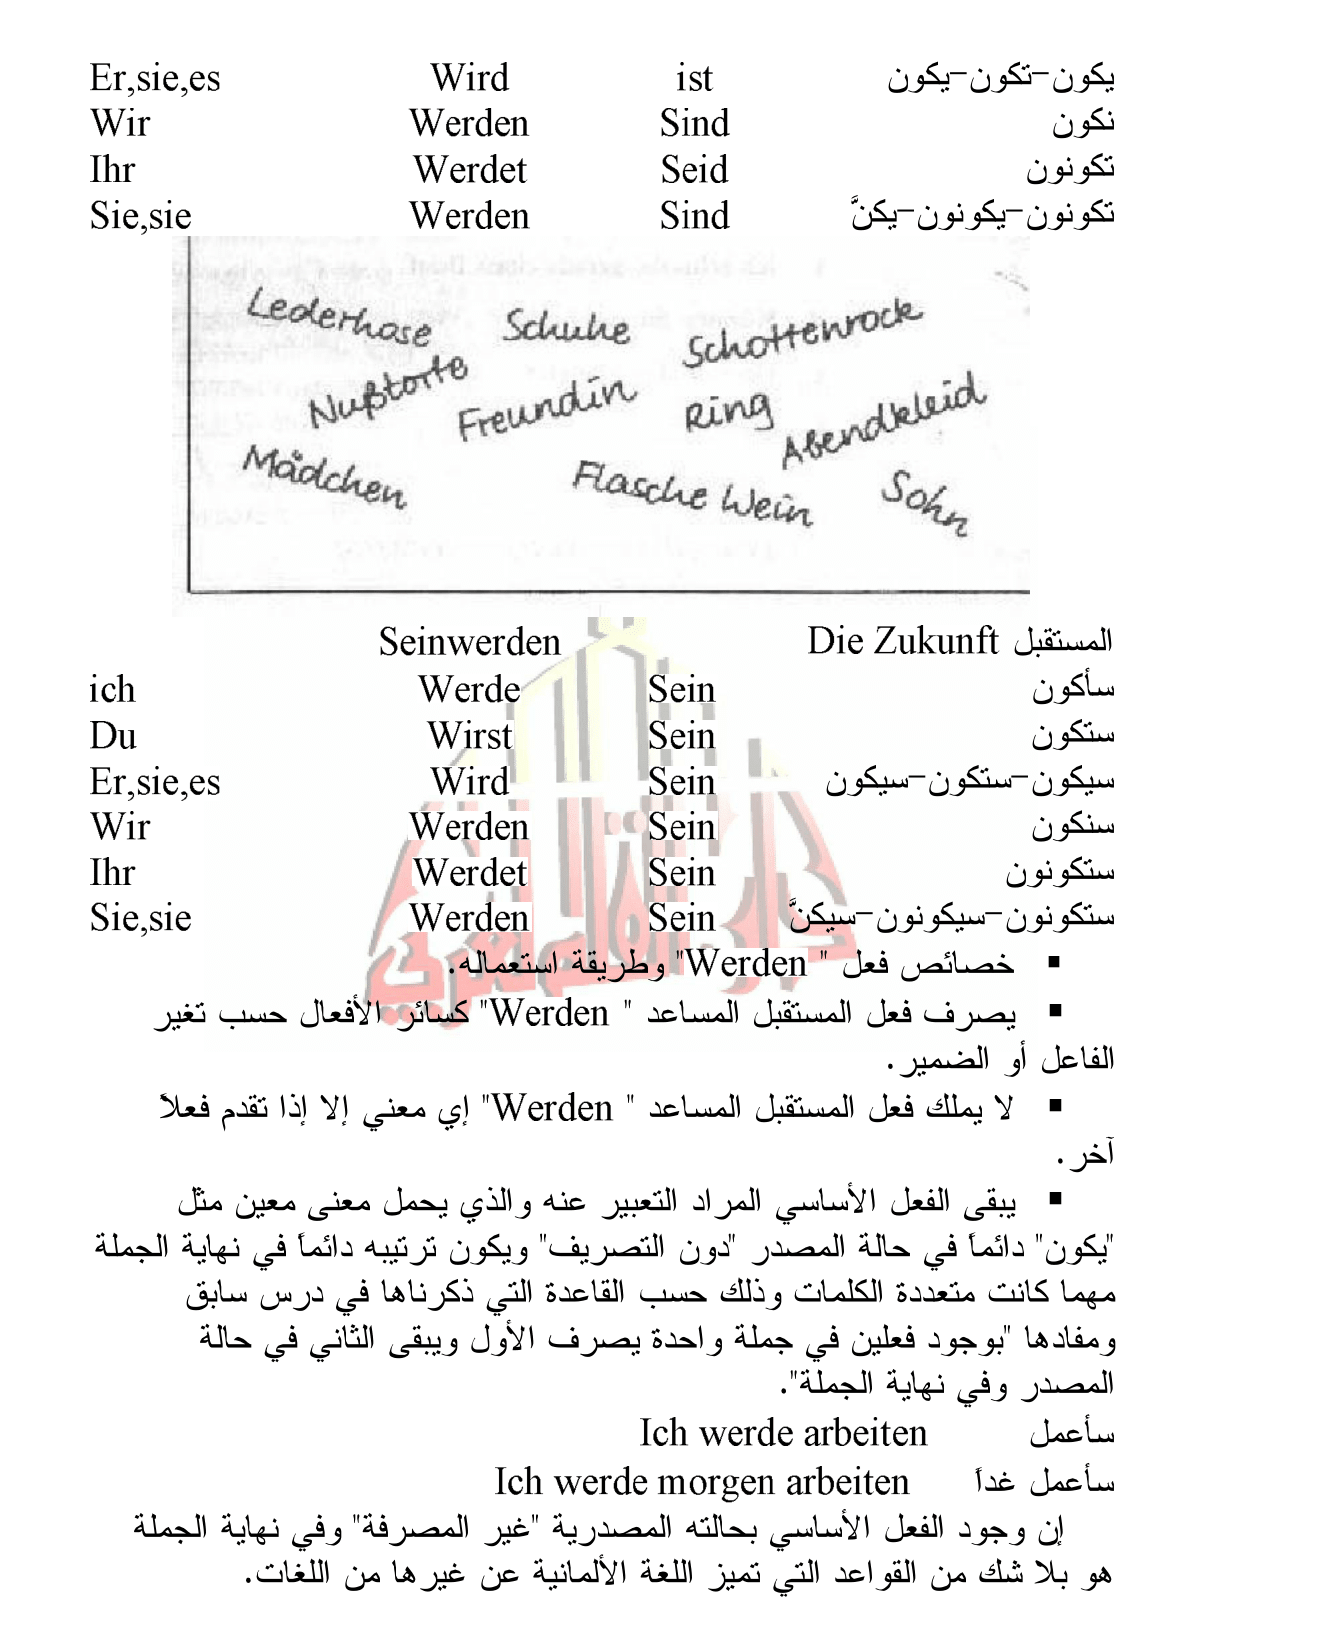 Er,sie,es Wird ist يكون-تكون-يكون
Wir Werden Sind نكون
Ihr Werdet Seid تكونون
Sie,sie Werden Sind تكونون-يكونون-يكنَّ
Lederhose Schuhe Schottenrock
Nußtorte Freundin Ring Abendkleid
Mädchen Flasche Wein Sohn
Seinwerden Die Zukunft المستقبل
ich Werde Sein سأكون
Du Wirst Sein ستكون
Er,sie,es Wird Sein سيكون-ستكون-سيكون
Wir Werden Sein سنكون
Ihr Werdet Sein ستكونون
Sie,sie Werden Sein ستكونون-سيكونون-سيكنَّ
▪ خصائص فعل " Werden" وطريقة استعماله.
▪ يصرف فعل المستقبل المساعد " Werden" كسائر الأفعال حسب تغير
الفاعل أو الضمير.
▪ لا يملك فعل المستقبل المساعد " Werden" إي معني إلا إذا تقدم فعلاً
آخر.
▪ يبقى الفعل الأساسي المراد التعبير عنه والذي يحمل معنى معين مثل
"يكون" دائماً في حالة المصدر "دون التصريف" ويكون ترتيبه دائماً في نهاية الجملة
مهما كانت متعددة الكلمات وذلك حسب القاعدة التي ذكرناها في درس سابق
ومفادها "بوجود فعلين في جملة واحدة يصرف الأول ويبقى الثاني في حالة
المصدر وفي نهاية الجملة".
سأعمل Ich werde arbeiten
سأعمل غداً Ich werde morgen arbeiten
إن وجود الفعل الأساسي بحالته المصدرية "غير المصرفة" وفي نهاية الجملة
هو بلا شك من القواعد التي تميز اللغة الألمانية عن غيرها من اللغات.